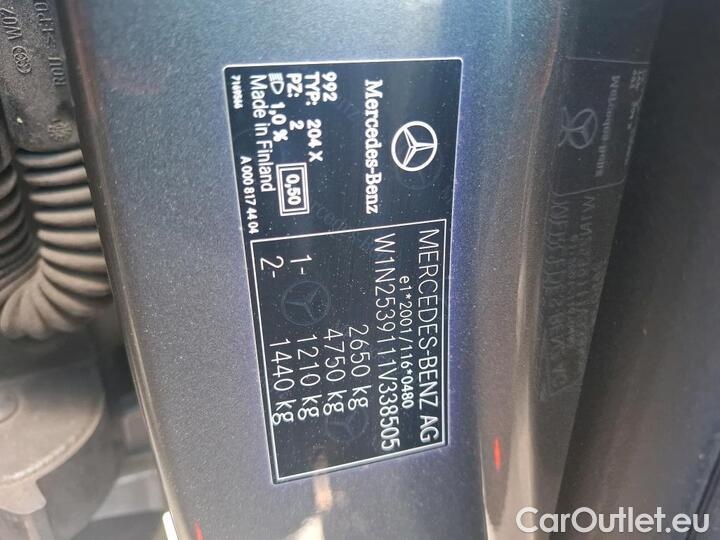 MERCEDES-BENZ AG
e1*2001/116*0480
W1N2539111V338505
2650 kg
4750 kg
1- 1210 kg
2- 1440 kg
Mercedes-Benz
992
TYP: 204 X
PZ: 2
1,0 %
0,50
Made in Finland
A 000 817 44 04
7169866
CarOutlet.eu